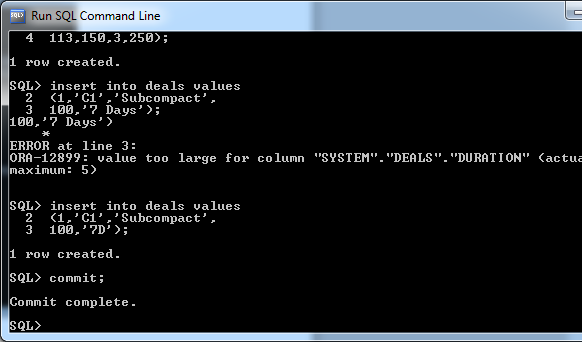 Run SQL Command Line
4 113,150,3,250);
1 row created.
SQL> insert into deals values
2 (1,'C1','Subcompact',
3 100,'7 Days');
100,'7 Days')
*
ERROR at line 3:
ORA-12899: value too large for column "SYSTEM"."DEALS"."DURATION" (actua
maximum: 5)
SQL> insert into deals values
2 (1,'C1','Subcompact',
3 100,'7D');
1 row created.
SQL> commit;
Commit complete.
SQL>